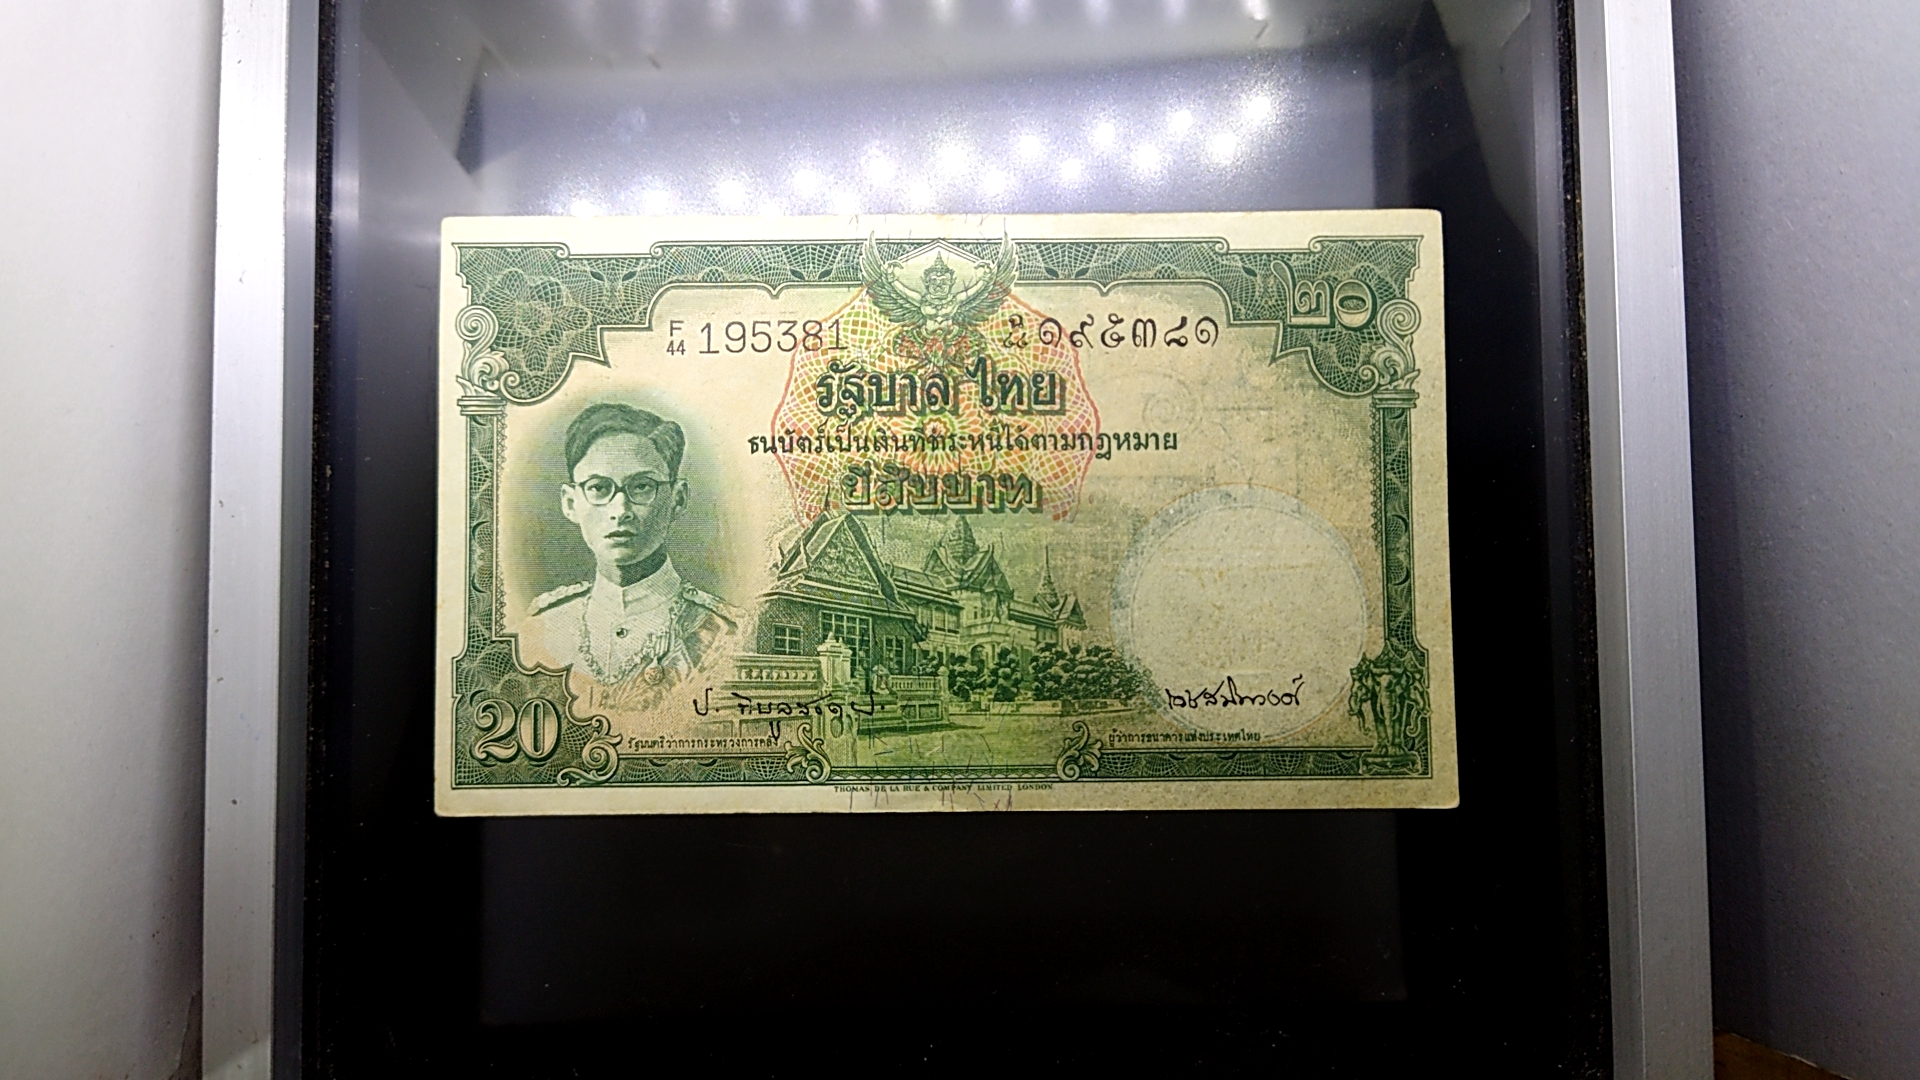 ๒๐
F
44 195381
๑๙๕๓๘๑
รัฐบาล ไทย
ธนบัตร์เป็นเงินที่ชำระหนี้ได้ตามกฎหมาย
ยี่สิบบาท
20
รัฐมนตรีว่าการกระทรวงการคลัง
ผู้ว่าการธนาคารแห่งประเทศไทย
THOMAS DE LA RUE & COMPANY LIMITED LONDON